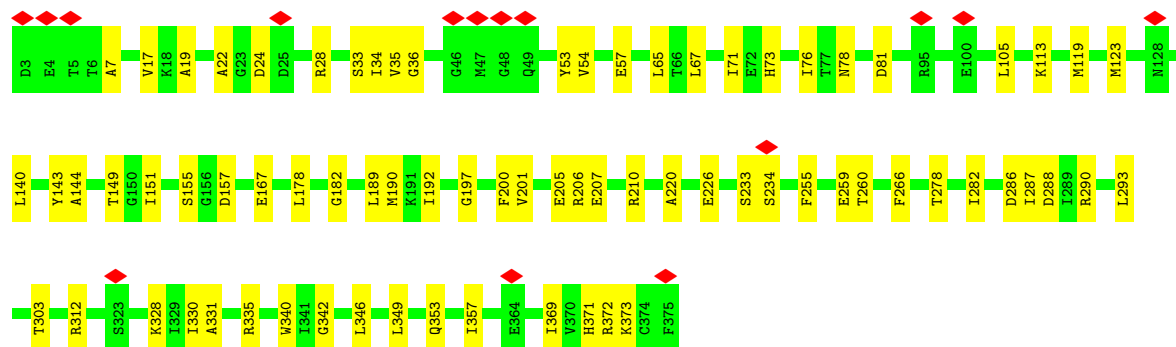 D3 E4 T5 T6 A7 V17 K18 A19 A22 G23 D24 D25 R28 S33 I34 V35 G36 G46 M47 G48 Q49 Y53 V54 E57 L65 T66 L67 I71 E72 H73 I76 T77 N78 D81 R95 E100 L105 K113 M119 M123 N128
L140 Y143 A144 T149 G150 I151 S155 G156 D157 E167 L178 G182 L189 M190 K191 I192 G197 F200 V201 E205 R206 E207 R210 A220 E226 S233 S234 F255 E259 T260 F266 T278 I282 D286 I287 D288 I289 R290 L293
T303 R312 S323 K328 I329 I330 A331 R335 W340 I341 G342 L346 L349 Q353 I357 E364 I369 V370 H371 R372 K373 C374 F375